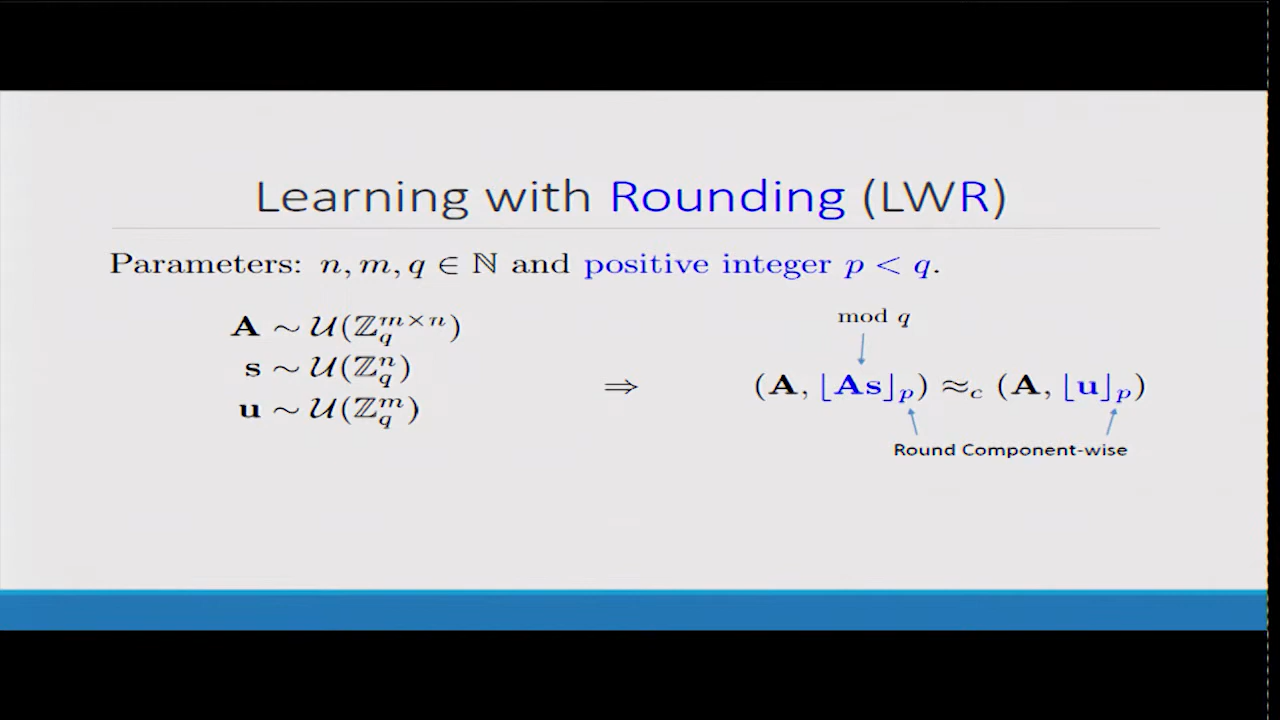 Learning with Rounding (LWR)
Parameters: n, m, q ∈ ℕ and positive integer p < q.
A ∼ 𝒰(ℤ_q^{m×n})
s ∼ 𝒰(ℤ_q^n)
u ∼ 𝒰(ℤ_q^m)
⇒
mod q
(A, ⌊As⌋_p) ≈_c (A, ⌊u⌋_p)
Round Component-wise